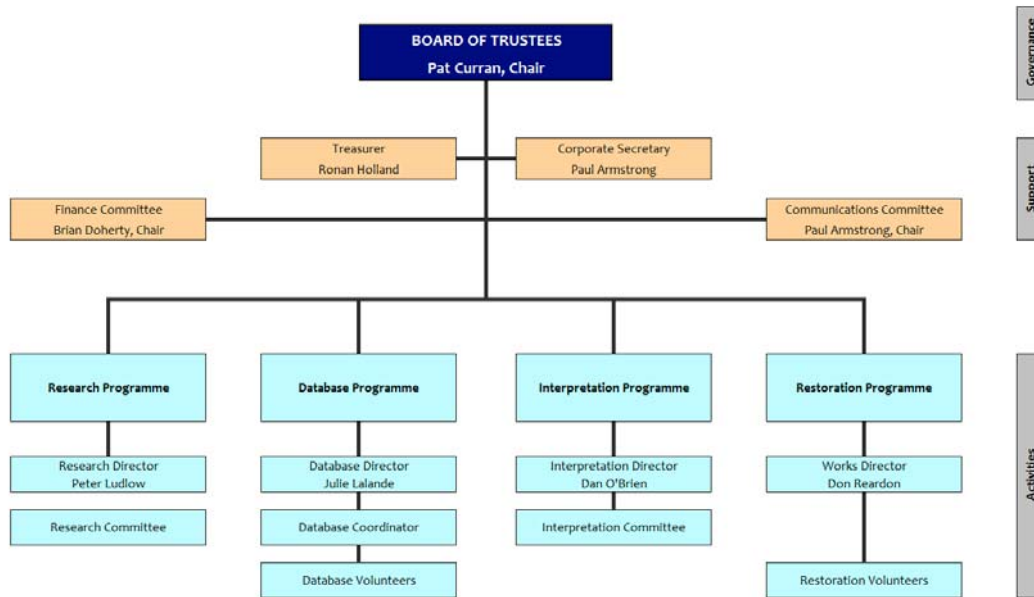 BOARD OF TRUSTEES
Pat Curran, Chair
Governance
Treasurer
Ronan Holland
Corporate Secretary
Paul Armstrong
Support
Finance Committee
Brian Doherty, Chair
Communications Committee
Paul Armstrong, Chair
Research Programme
Database Programme
Interpretation Programme
Restoration Programme
Activities
Research Director
Peter Ludlow
Database Director
Julie Lalande
Interpretation Director
Dan O'Brien
Works Director
Don Reardon
Research Committee
Database Coordinator
Interpretation Committee
Database Volunteers
Restoration Volunteers